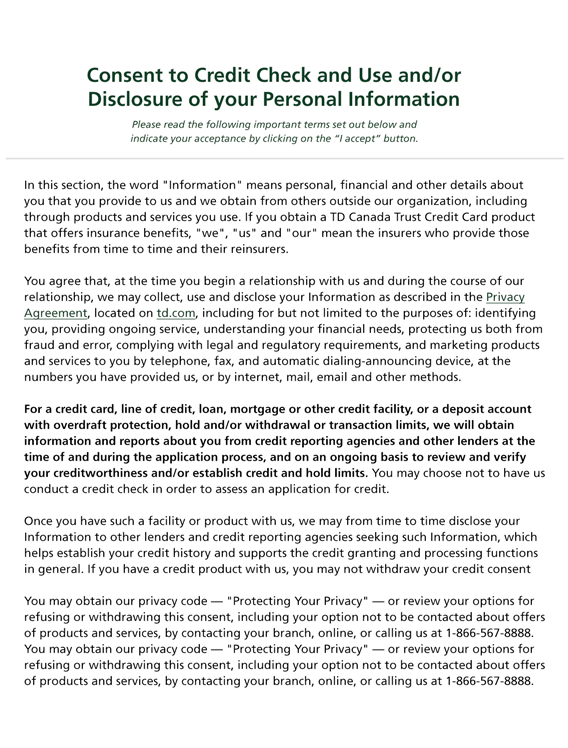 Consent to Credit Check and Use and/or
Disclosure of your Personal Information
Please read the following important terms set out below and
indicate your acceptance by clicking on the “I accept” button.
In this section, the word "Information" means personal, financial and other details about
you that you provide to us and we obtain from others outside our organization, including
through products and services you use. If you obtain a TD Canada Trust Credit Card product
that offers insurance benefits, "we", "us" and "our" mean the insurers who provide those
benefits from time to time and their reinsurers.
You agree that, at the time you begin a relationship with us and during the course of our
relationship, we may collect, use and disclose your Information as described in the Privacy
Agreement, located on td.com, including for but not limited to the purposes of: identifying
you, providing ongoing service, understanding your financial needs, protecting us both from
fraud and error, complying with legal and regulatory requirements, and marketing products
and services to you by telephone, fax, and automatic dialing-announcing device, at the
numbers you have provided us, or by internet, mail, email and other methods.
For a credit card, line of credit, loan, mortgage or other credit facility, or a deposit account
with overdraft protection, hold and/or withdrawal or transaction limits, we will obtain
information and reports about you from credit reporting agencies and other lenders at the
time of and during the application process, and on an ongoing basis to review and verify
your creditworthiness and/or establish credit and hold limits. You may choose not to have us
conduct a credit check in order to assess an application for credit.
Once you have such a facility or product with us, we may from time to time disclose your
Information to other lenders and credit reporting agencies seeking such Information, which
helps establish your credit history and supports the credit granting and processing functions
in general. If you have a credit product with us, you may not withdraw your credit consent
You may obtain our privacy code — "Protecting Your Privacy" — or review your options for
refusing or withdrawing this consent, including your option not to be contacted about offers
of products and services, by contacting your branch, online, or calling us at 1-866-567-8888.
You may obtain our privacy code — "Protecting Your Privacy" — or review your options for
refusing or withdrawing this consent, including your option not to be contacted about offers
of products and services, by contacting your branch, online, or calling us at 1-866-567-8888.